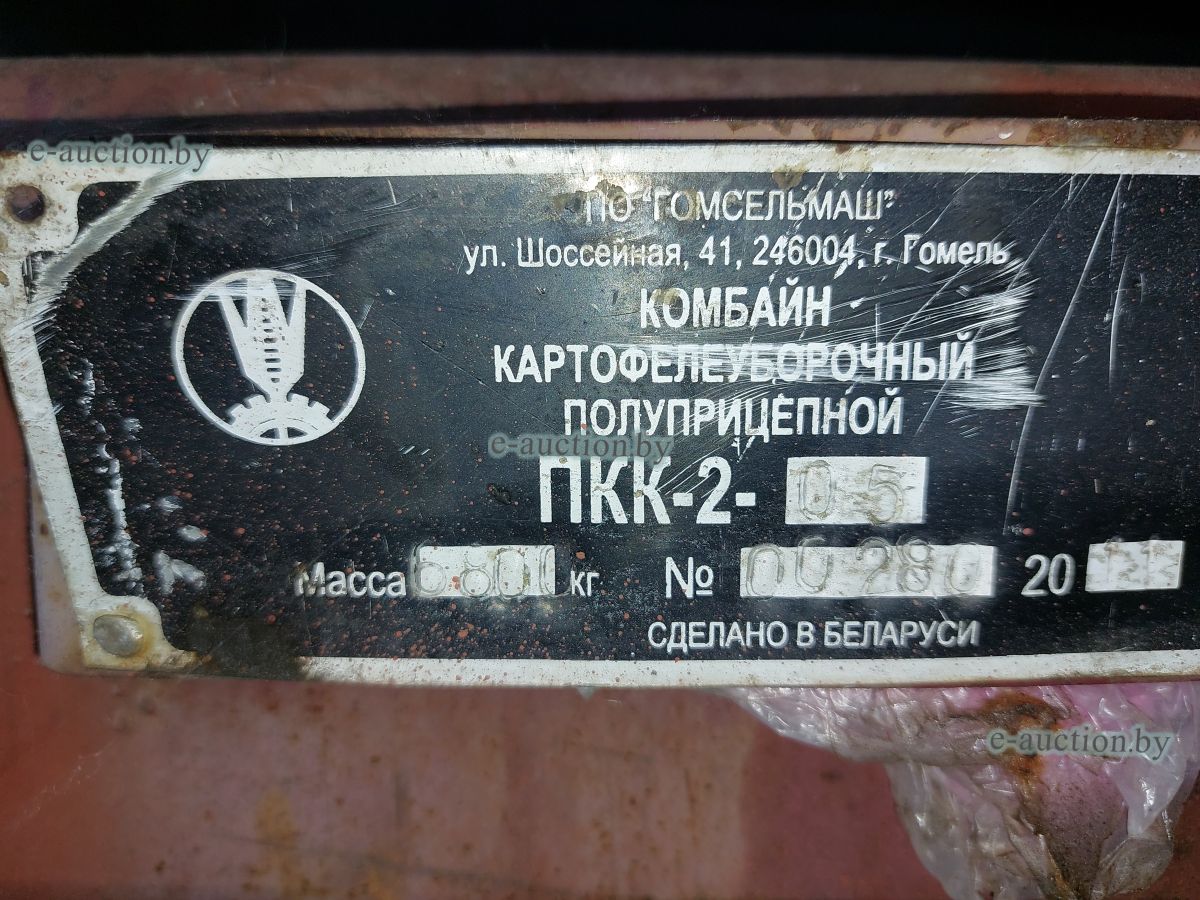 e-auction.by
ПО "ГОМСЕЛЬМАШ"
ул. Шоссейная, 41, 246004, г. Гомель
КОМБАЙН
КАРТОФЕЛЕУБОРОЧНЫЙ
ПОЛУПРИЦЕПНОЙ
e-auction.by
ПКК-2-05
Масса 6800 кг № 00280 2011
СДЕЛАНО В БЕЛАРУСИ
e-auction.by